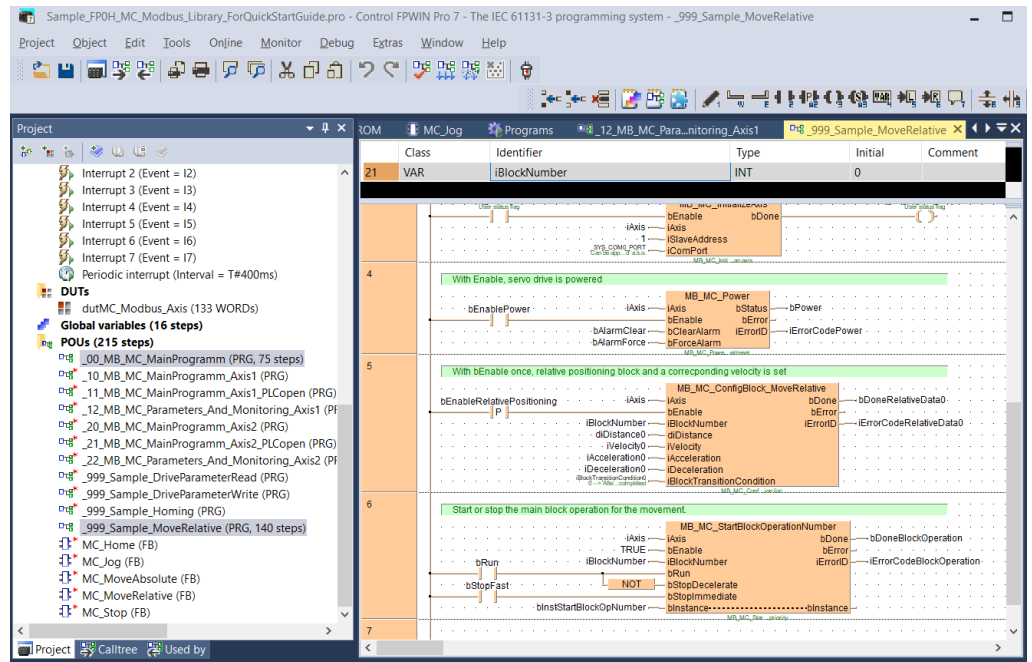 Sample_FP0H_MC_Modbus_Library_ForQuickStartGuide.pro - Control FPWIN Pro 7 - The IEC 61131-3 programming system - _999_Sample_MoveRelative
Project Object Edit Tools Online Monitor Debug Extras Window Help
Project
Interrupt 2 (Event = I2)
Interrupt 3 (Event = I3)
Interrupt 4 (Event = I4)
Interrupt 5 (Event = I5)
Interrupt 6 (Event = I6)
Interrupt 7 (Event = I7)
Periodic interrupt (Interval = T#400ms)
DUTs
dutMC_Modbus_Axis (133 WORDs)
Global variables (16 steps)
POUs (215 steps)
_00_MB_MC_MainProgramm (PRG, 75 steps)
_10_MB_MC_MainProgramm_Axis1 (PRG)
_11_MB_MC_MainProgramm_Axis1_PLCopen (PRG)
_12_MB_MC_Parameters_And_Monitoring_Axis1 (PF
_20_MB_MC_MainProgramm_Axis2 (PRG)
_21_MB_MC_MainProgramm_Axis2_PLCopen (PRG)
_22_MB_MC_Parameters_And_Monitoring_Axis2 (PF
_999_Sample_DriveParameterRead (PRG)
_999_Sample_DriveParameterWrite (PRG)
_999_Sample_Homing (PRG)
_999_Sample_MoveRelative (PRG, 140 steps)
MC_Home (FB)
MC_Jog (FB)
MC_MoveAbsolute (FB)
MC_MoveRelative (FB)
MC_Stop (FB)
Project Calltree Used by
ROM MC_Jog Programs _12_MB_MC_Para...nitoring_Axis1 _999_Sample_MoveRelative
Class Identifier Type Initial Comment
21 VAR iBlockNumber INT 0
User status flag MB_MC_InitializeAxis User status flag
bEnable bDone
iAxis iAxis
1 iSlaveAddress
SYS_COM0_PORT iComPort
4
With Enable, servo drive is powered
MB_MC_Power
bEnablePower iAxis iAxis bStatus bPower
bEnable bError
bAlarmClear bClearAlarm iErrorID iErrorCodePower
bAlarmForce bForceAlarm
5
With bEnable once, relative positioning block and a correcponding velocity is set
MB_MC_ConfigBlock_MoveRelative
bEnableRelativePositioning iAxis iAxis bDone bDoneRelativeData0
P bEnable bError
iBlockNumber iBlockNumber iErrorID iErrorCodeRelativeData0
diDistance0 diDistance
iVelocity0 iVelocity
iAcceleration0 iAcceleration
iDeceleration0 iDeceleration
iBlockTransitionCondition0 iBlockTransitionCondition
6
Start or stop the main block operation for the movement.
MB_MC_StartBlockOperationNumber
iAxis iAxis bDone bDoneBlockOperation
TRUE bEnable bError
bRun iBlockNumber iBlockNumber iErrorID iErrorCodeBlockOperation
bRun
bStopFast NOT bStopDecelerate
bStopImmediate
bInstStartBlockOpNumber bInstance bInstance
7